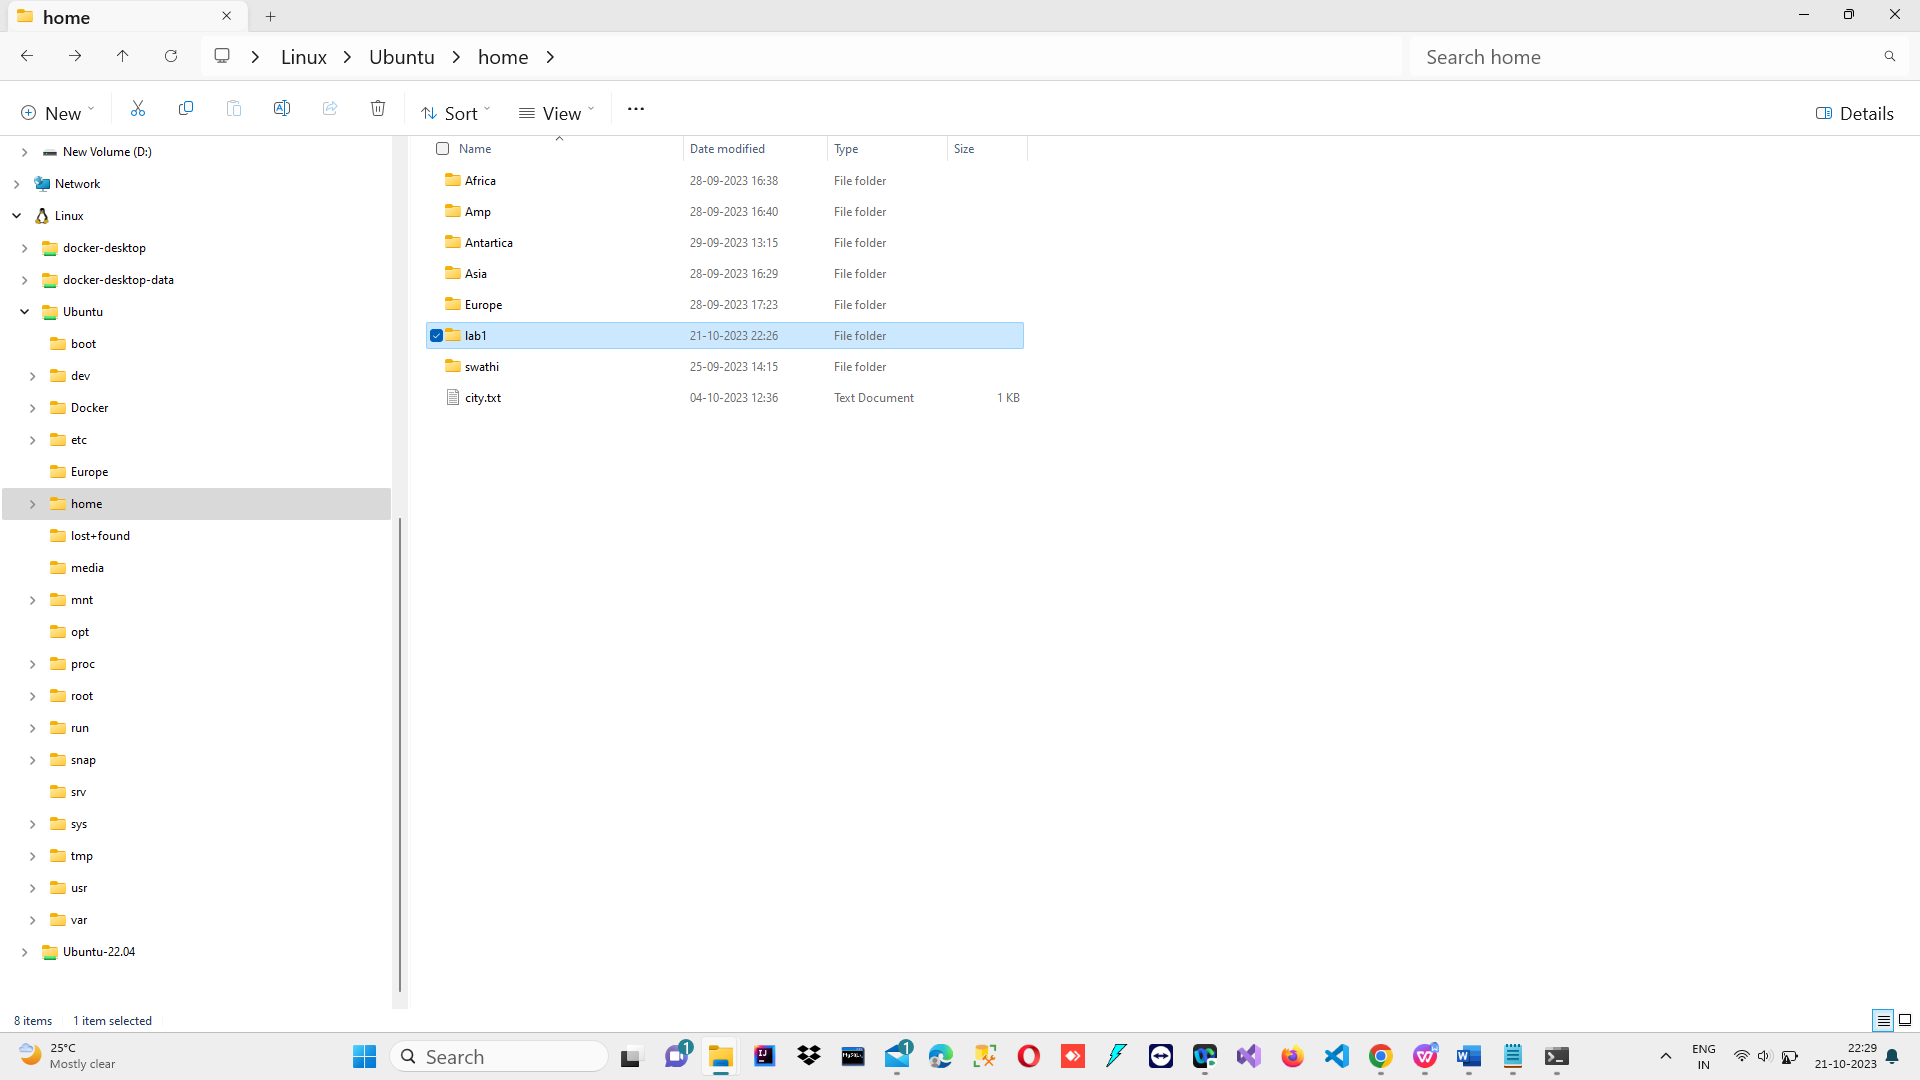 home
Linux
Ubuntu
home
Search home
New
Sort
View
Details
New Volume (D:)
Network
Linux
docker-desktop
docker-desktop-data
Ubuntu
boot
dev
Docker
etc
Europe
home
lost+found
media
mnt
opt
proc
root
run
snap
srv
sys
tmp
usr
var
Ubuntu-22.04
Name Date modified Type Size
Africa 28-09-2023 16:38 File folder
Amp 28-09-2023 16:40 File folder
Antartica 29-09-2023 13:15 File folder
Asia 28-09-2023 16:29 File folder
Europe 28-09-2023 17:23 File folder
lab1 21-10-2023 22:26 File folder
swathi 25-09-2023 14:15 File folder
city.txt 04-10-2023 12:36 Text Document 1 KB
8 items 1 item selected
25°C
Mostly clear
Search
1
IJ
MySQL
1
ENG
IN
22:29
21-10-2023